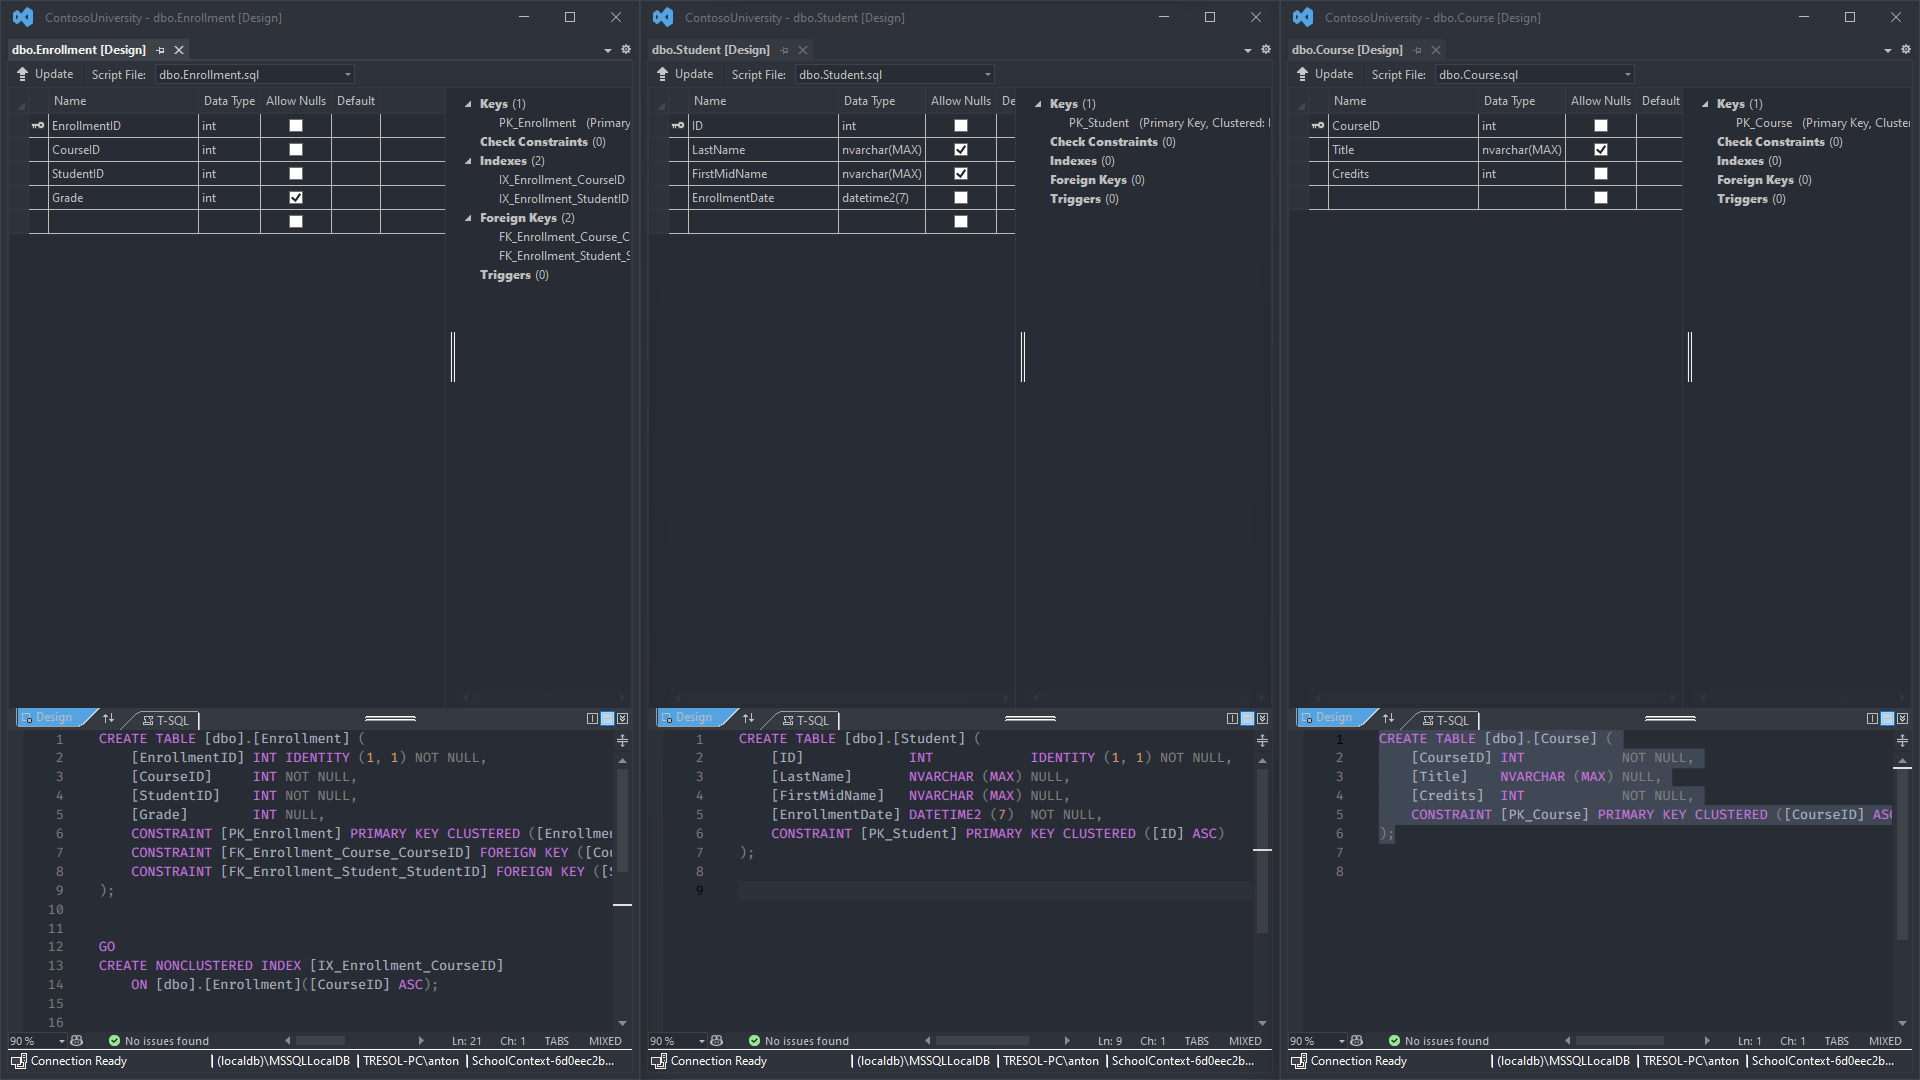 ContosoUniversity - dbo.Enrollment [Design]
dbo.Enrollment [Design]
Update Script File: dbo.Enrollment.sql
Name Data Type Allow Nulls Default
EnrollmentID int
CourseID int
StudentID int
Grade int
Keys (1)
PK_Enrollment (Primary
Check Constraints (0)
Indexes (2)
IX_Enrollment_CourseID
IX_Enrollment_StudentID
Foreign Keys (2)
FK_Enrollment_Course_C
FK_Enrollment_Student_S
Triggers (0)
Design T-SQL
1 CREATE TABLE [dbo].[Enrollment] (
2 [EnrollmentID] INT IDENTITY (1, 1) NOT NULL,
3 [CourseID] INT NOT NULL,
4 [StudentID] INT NOT NULL,
5 [Grade] INT NULL,
6 CONSTRAINT [PK_Enrollment] PRIMARY KEY CLUSTERED ([Enrollmen
7 CONSTRAINT [FK_Enrollment_Course_CourseID] FOREIGN KEY ([Cou
8 CONSTRAINT [FK_Enrollment_Student_StudentID] FOREIGN KEY ([S
9 );
10
11
12 GO
13 CREATE NONCLUSTERED INDEX [IX_Enrollment_CourseID]
14 ON [dbo].[Enrollment]([CourseID] ASC);
15
16
90 % No issues found Ln: 21 Ch: 1 TABS MIXED
Connection Ready (localdb)\MSSQLLocalDB TRESOL-PC\anton SchoolContext-6d0eec2b...
ContosoUniversity - dbo.Student [Design]
dbo.Student [Design]
Update Script File: dbo.Student.sql
Name Data Type Allow Nulls De
ID int
LastName nvarchar(MAX)
FirstMidName nvarchar(MAX)
EnrollmentDate datetime2(7)
Keys (1)
PK_Student (Primary Key, Clustered: I
Check Constraints (0)
Indexes (0)
Foreign Keys (0)
Triggers (0)
Design T-SQL
1 CREATE TABLE [dbo].[Student] (
2 [ID] INT IDENTITY (1, 1) NOT NULL,
3 [LastName] NVARCHAR (MAX) NULL,
4 [FirstMidName] NVARCHAR (MAX) NULL,
5 [EnrollmentDate] DATETIME2 (7) NOT NULL,
6 CONSTRAINT [PK_Student] PRIMARY KEY CLUSTERED ([ID] ASC)
7 );
8
9
90 % No issues found Ln: 9 Ch: 1 TABS MIXED
Connection Ready (localdb)\MSSQLLocalDB TRESOL-PC\anton SchoolContext-6d0eec2b...
ContosoUniversity - dbo.Course [Design]
dbo.Course [Design]
Update Script File: dbo.Course.sql
Name Data Type Allow Nulls Default
CourseID int
Title nvarchar(MAX)
Credits int
Keys (1)
PK_Course (Primary Key, Cluste
Check Constraints (0)
Indexes (0)
Foreign Keys (0)
Triggers (0)
Design T-SQL
1 CREATE TABLE [dbo].[Course] (
2 [CourseID] INT NOT NULL,
3 [Title] NVARCHAR (MAX) NULL,
4 [Credits] INT NOT NULL,
5 CONSTRAINT [PK_Course] PRIMARY KEY CLUSTERED ([CourseID] ASC
6 );
7
8
90 % No issues found Ln: 1 Ch: 1 TABS MIXED
Connection Ready (localdb)\MSSQLLocalDB TRESOL-PC\anton SchoolContext-6d0eec2b...